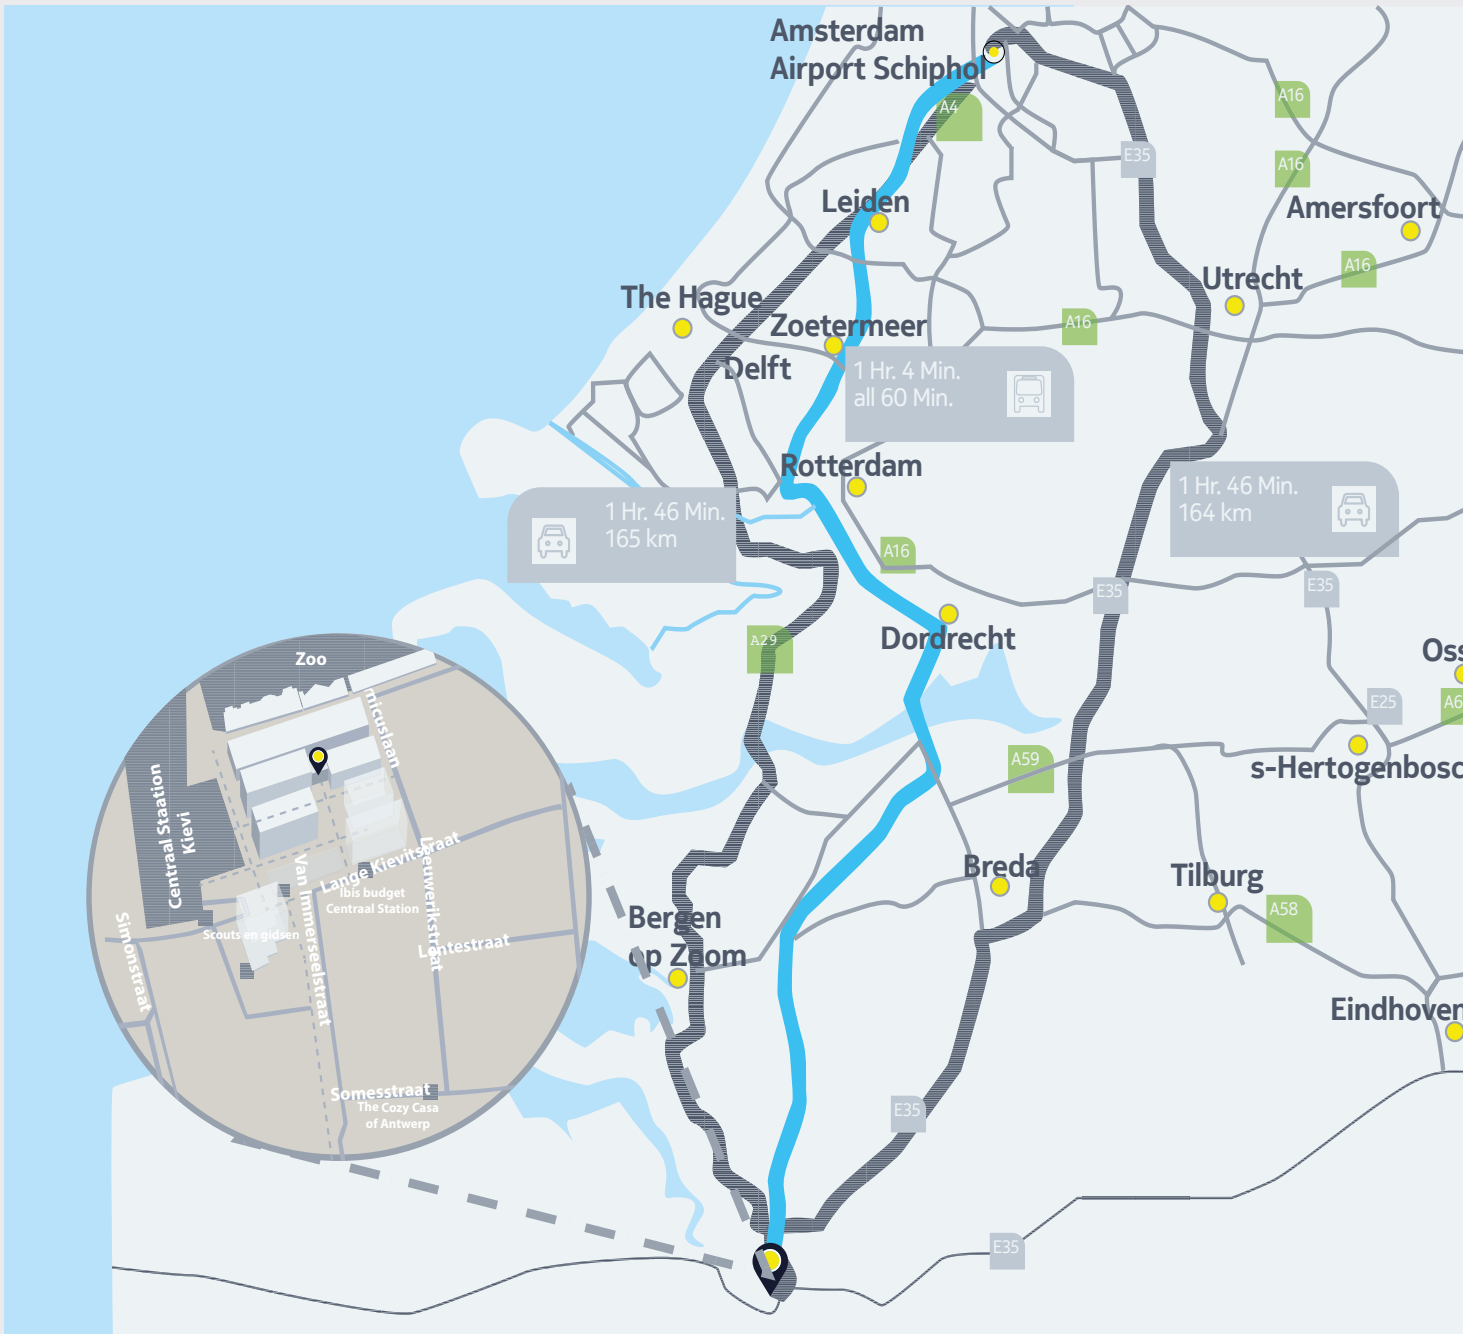 Amsterdam
Airport Schiphol
A4
A16
E35
A16
Leiden
Amersfoort
A16
Utrecht
The Hague
Zoetermeer
A16
Delft
1 Hr. 4 Min.
all 60 Min.
Rotterdam
1 Hr. 46 Min.
165 km
1 Hr. 46 Min.
164 km
A16
E35
E35
A29
Dordrecht
Oss
E25
A6
s-Hertogenbosc
A59
Breda
Tilburg
A58
Bergen
op Zoom
Eindhoven
E35
E35
Zoo
nicuslaan
Centraal Staation
Kievi
Lange Kievitstraat
Leeuwerikstraat
Ibis budget
Centraal Station
Van Immerseelstraat
Simonstraat
Scouts en gidsen
Lentestraat
Somesstraat
The Cozy Casa
of Antwerp